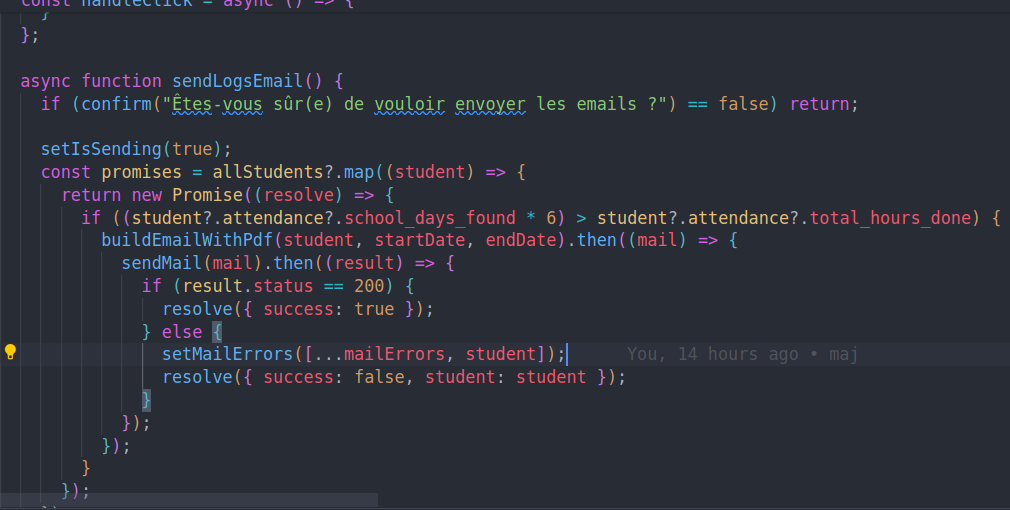 const handleClick = async () => {
}
};
async function sendLogsEmail() {
if (confirm("Êtes-vous sûr(e) de vouloir envoyer les emails ?") == false) return;
setIsSending(true);
const promises = allStudents?.map((student) => {
return new Promise((resolve) => {
if ((student?.attendance?.school_days_found * 6) > student?.attendance?.total_hours_done) {
buildEmailWithPdf(student, startDate, endDate).then((mail) => {
sendMail(mail).then((result) => {
if (result.status == 200) {
resolve({ success: true });
} else {
setMailErrors([...mailErrors, student]); You, 14 hours ago • maj
resolve({ success: false, student: student });
}
});
});
}
});